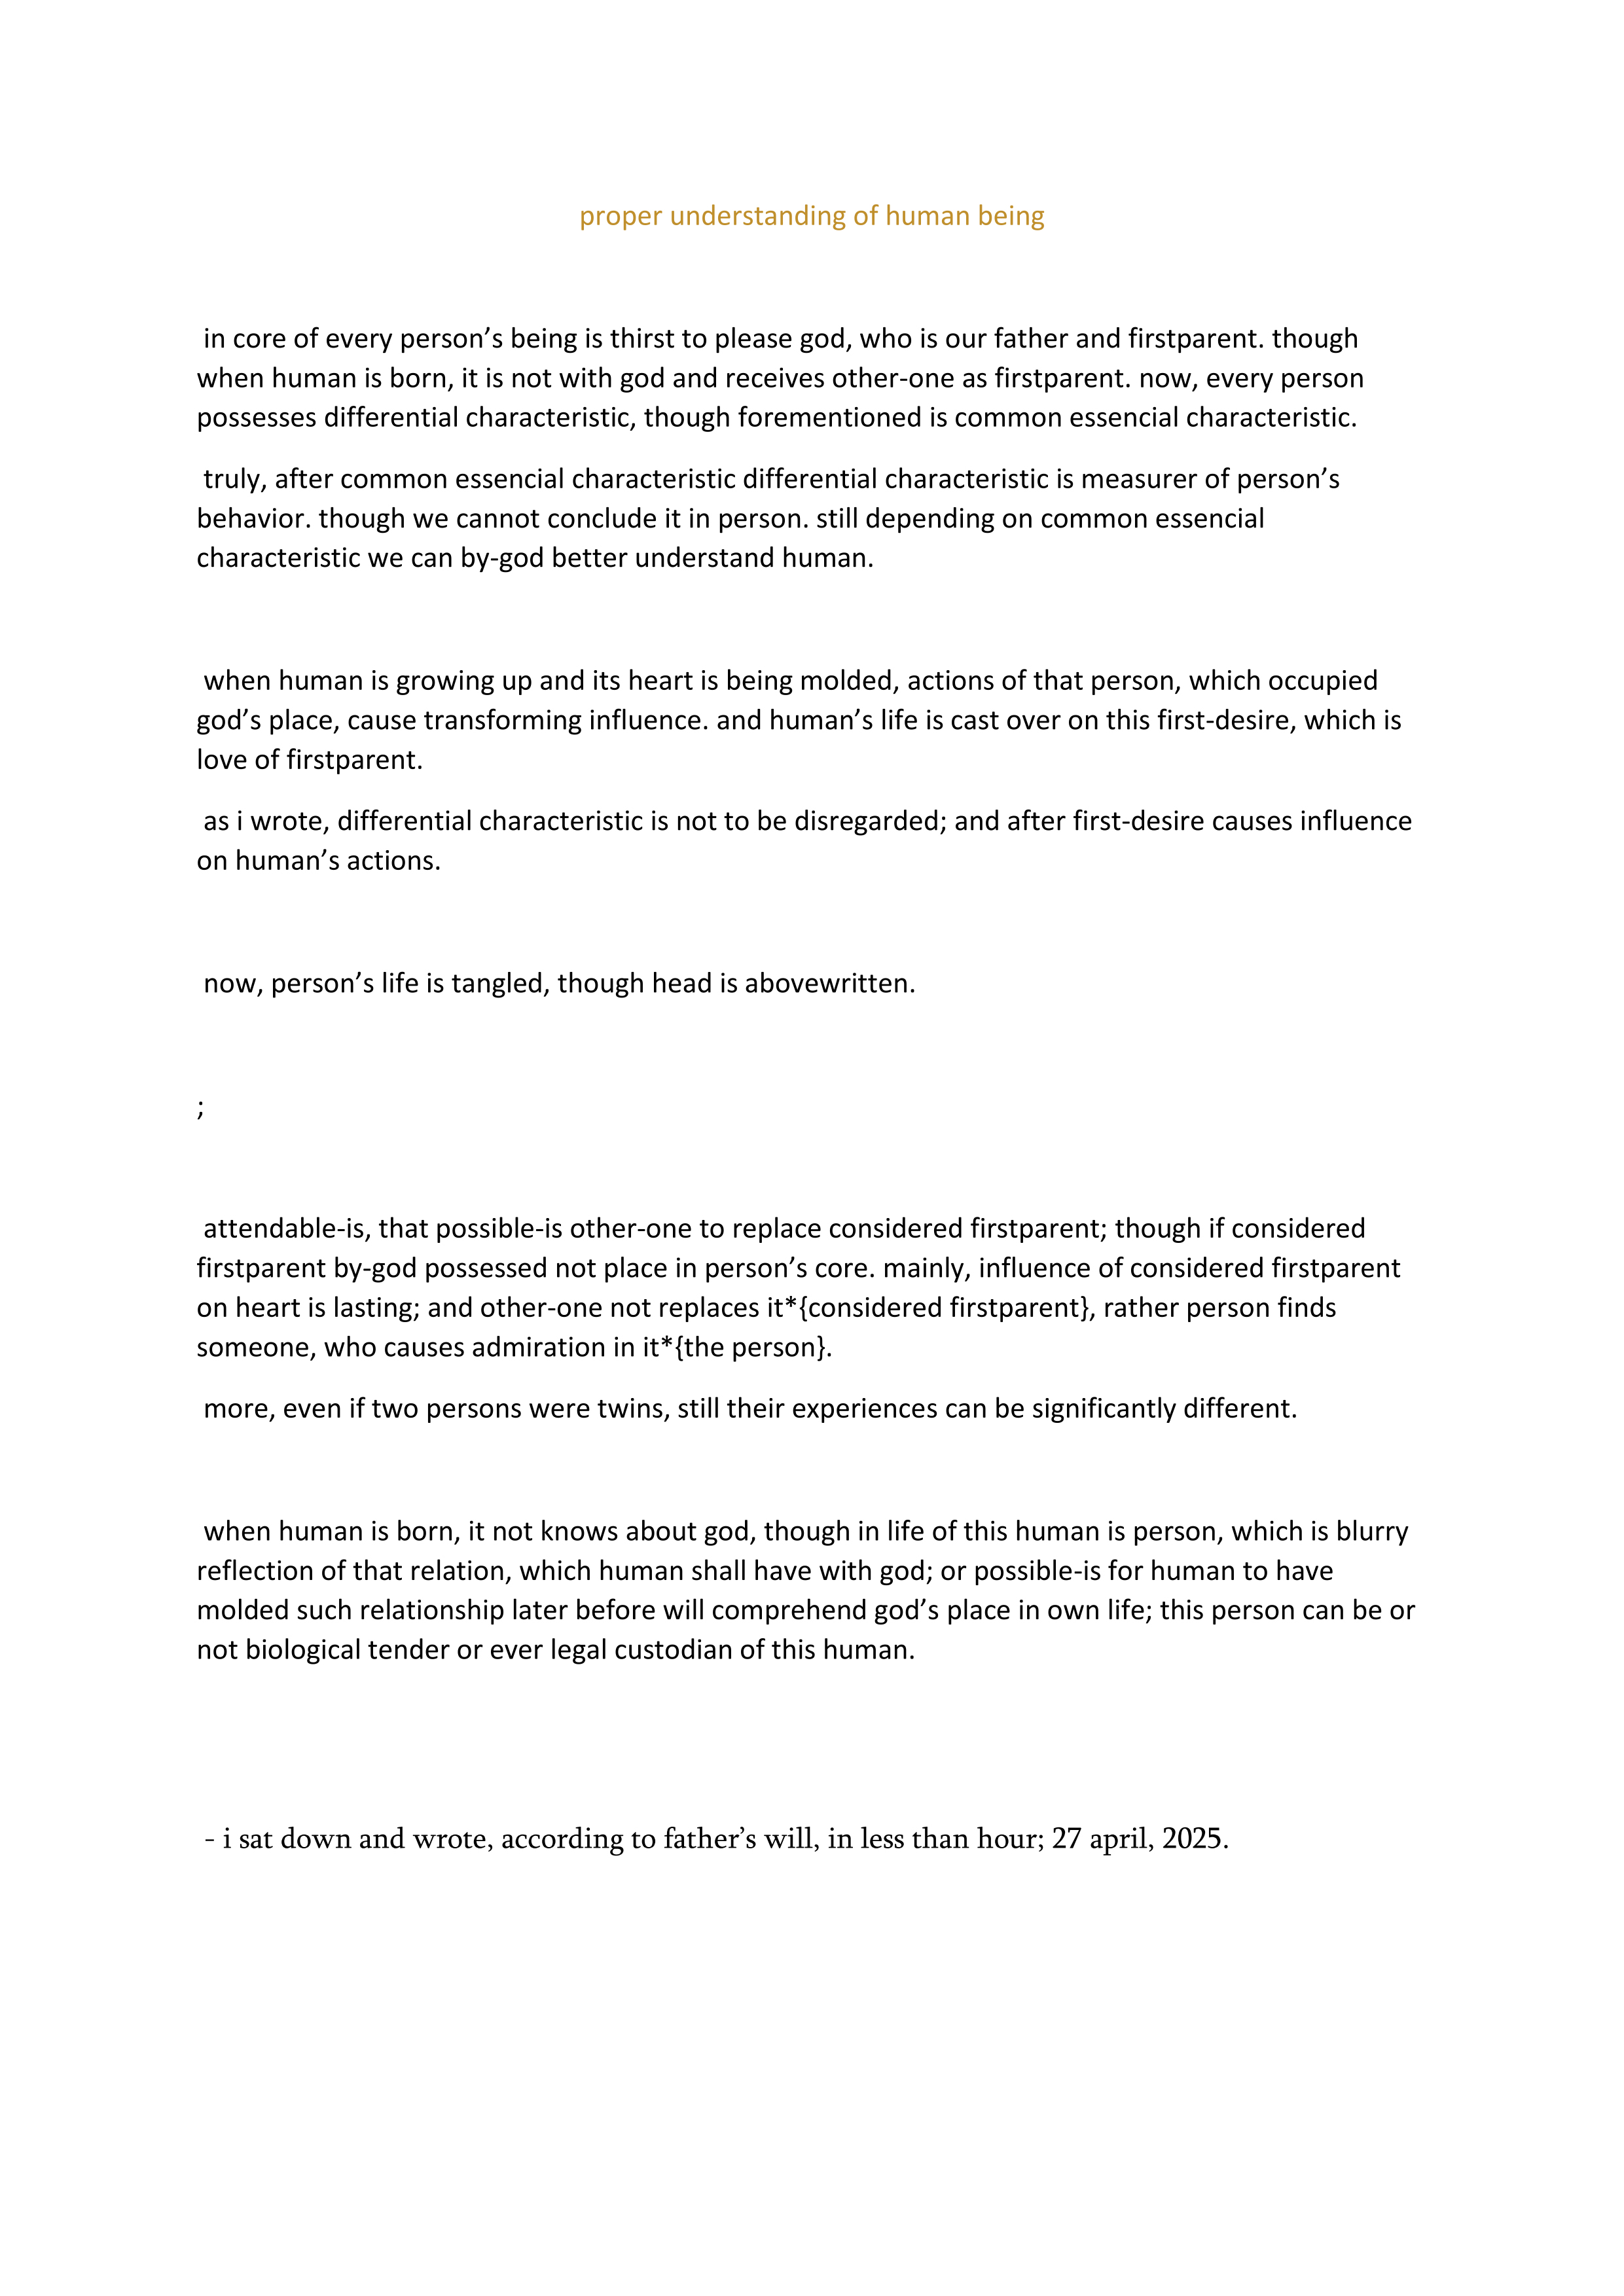 proper understanding of human being
in core of every person’s being is thirst to please god, who is our father and firstparent. though
when human is born, it is not with god and receives other-one as firstparent. now, every person
possesses differential characteristic, though forementioned is common essencial characteristic.
truly, after common essencial characteristic differential characteristic is measurer of person’s
behavior. though we cannot conclude it in person. still depending on common essencial
characteristic we can by-god better understand human.
when human is growing up and its heart is being molded, actions of that person, which occupied
god’s place, cause transforming influence. and human’s life is cast over on this first-desire, which is
love of firstparent.
as i wrote, differential characteristic is not to be disregarded; and after first-desire causes influence
on human’s actions.
now, person’s life is tangled, though head is abovewritten.
;
attendable-is, that possible-is other-one to replace considered firstparent; though if considered
firstparent by-god possessed not place in person’s core. mainly, influence of considered firstparent
on heart is lasting; and other-one not replaces it*{considered firstparent}, rather person finds
someone, who causes admiration in it*{the person}.
more, even if two persons were twins, still their experiences can be significantly different.
when human is born, it not knows about god, though in life of this human is person, which is blurry
reflection of that relation, which human shall have with god; or possible-is for human to have
molded such relationship later before will comprehend god’s place in own life; this person can be or
not biological tender or ever legal custodian of this human.
- i sat down and wrote, according to father’s will, in less than hour; 27 april, 2025.